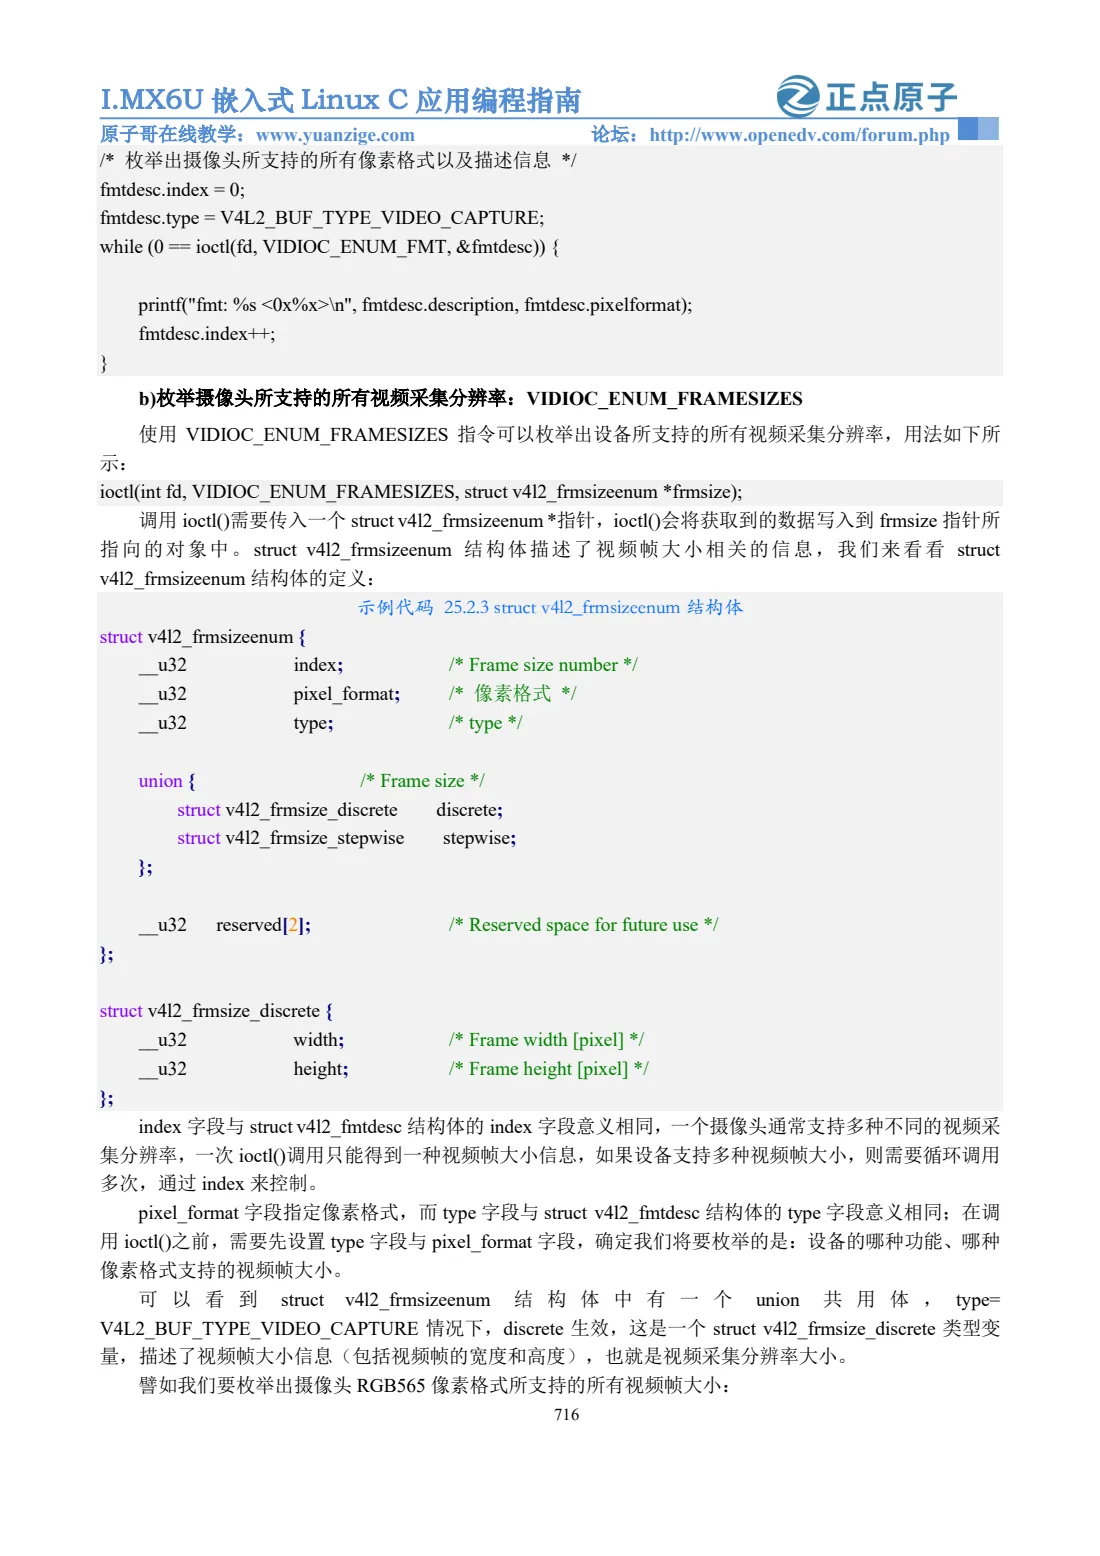 I.MX6U 嵌入式 Linux C 应用编程指南
正点原子
原子哥在线教学：www.yuanzige.com 论坛：http://www.openedv.com/forum.php
/* 枚举出摄像头所支持的所有像素格式以及描述信息 */
fmtdesc.index = 0;
fmtdesc.type = V4L2_BUF_TYPE_VIDEO_CAPTURE;
while (0 == ioctl(fd, VIDIOC_ENUM_FMT, &fmtdesc)) {
printf("fmt: %s <0x%x>\n", fmtdesc.description, fmtdesc.pixelformat);
fmtdesc.index++;
}
b)枚举摄像头所支持的所有视频采集分辨率：VIDIOC_ENUM_FRAMESIZES
使用 VIDIOC_ENUM_FRAMESIZES 指令可以枚举出设备所支持的所有视频采集分辨率，用法如下所
示：
ioctl(int fd, VIDIOC_ENUM_FRAMESIZES, struct v4l2_frmsizeenum *frmsize);
调用 ioctl()需要传入一个 struct v4l2_frmsizeenum *指针，ioctl()会将获取到的数据写入到 frmsize 指针所
指向的对象中。struct v4l2_frmsizeenum 结构体描述了视频帧大小相关的信息，我们来看看 struct
v4l2_frmsizeenum 结构体的定义：
示例代码 25.2.3 struct v4l2_frmsizeenum 结构体
struct v4l2_frmsizeenum {
__u32 index; /* Frame size number */
__u32 pixel_format; /* 像素格式 */
__u32 type; /* type */
union { /* Frame size */
struct v4l2_frmsize_discrete discrete;
struct v4l2_frmsize_stepwise stepwise;
};
__u32 reserved[2]; /* Reserved space for future use */
};
struct v4l2_frmsize_discrete {
__u32 width; /* Frame width [pixel] */
__u32 height; /* Frame height [pixel] */
};
index 字段与 struct v4l2_fmtdesc 结构体的 index 字段意义相同，一个摄像头通常支持多种不同的视频采
集分辨率，一次 ioctl()调用只能得到一种视频帧大小信息，如果设备支持多种视频帧大小，则需要循环调用
多次，通过 index 来控制。
pixel_format 字段指定像素格式，而 type 字段与 struct v4l2_fmtdesc 结构体的 type 字段意义相同；在调
用 ioctl()之前，需要先设置 type 字段与 pixel_format 字段，确定我们将要枚举的是：设备的哪种功能、哪种
像素格式支持的视频帧大小。
可以看到 struct v4l2_frmsizeenum 结构体中有一个 union 共用体，type=
V4L2_BUF_TYPE_VIDEO_CAPTURE 情况下，discrete 生效，这是一个 struct v4l2_frmsize_discrete 类型变
量，描述了视频帧大小信息（包括视频帧的宽度和高度），也就是视频采集分辨率大小。
譬如我们要枚举出摄像头 RGB565 像素格式所支持的所有视频帧大小：
716